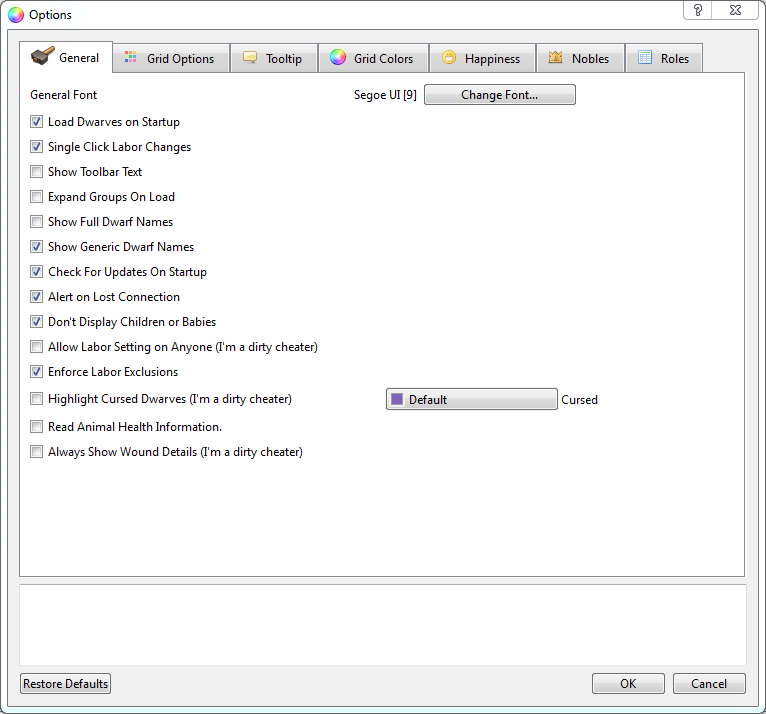 Options
General Grid Options Tooltip Grid Colors Happiness Nobles Roles
General Font Segoe UI [9] Change Font...
Load Dwarves on Startup
Single Click Labor Changes
Show Toolbar Text
Expand Groups On Load
Show Full Dwarf Names
Show Generic Dwarf Names
Check For Updates On Startup
Alert on Lost Connection
Don't Display Children or Babies
Allow Labor Setting on Anyone (I'm a dirty cheater)
Enforce Labor Exclusions
Highlight Cursed Dwarves (I'm a dirty cheater) Default Cursed
Read Animal Health Information.
Always Show Wound Details (I'm a dirty cheater)
Restore Defaults OK Cancel